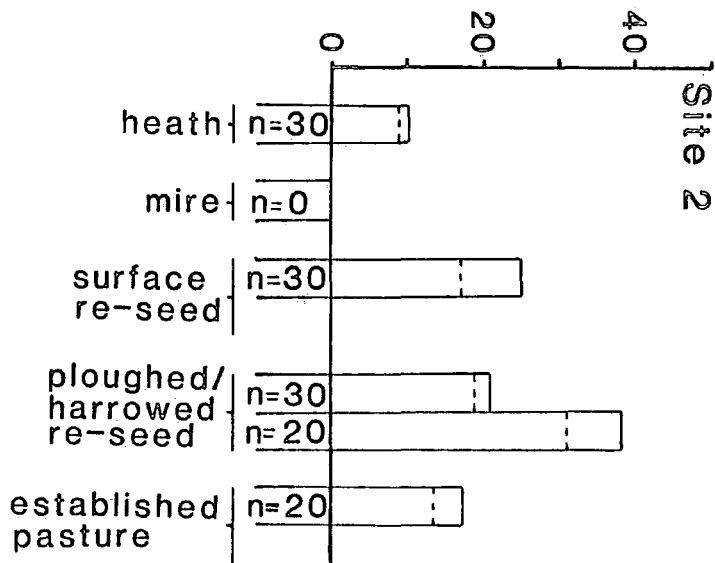 0
20
40
Site 2
heath
n=30
mire
n=0
surface
re-seed
n=30
ploughed/
harrowed
re-seed
n=30
n=20
established
pasture
n=20